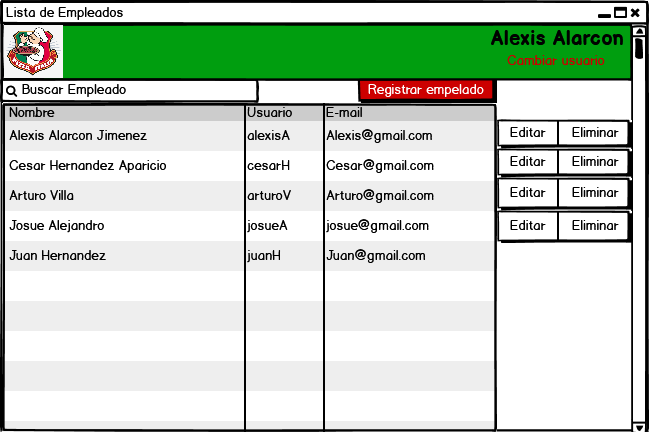 Lista de Empleados
Alexis Alarcon
Cambiar usuario
Buscar Empleado
Registrar empelado
Nombre Usuario E-mail
Alexis Alarcon Jimenez alexisA Alexis@gmail.com Editar Eliminar
Cesar Hernandez Aparicio cesarH Cesar@gmail.com Editar Eliminar
Arturo Villa arturoV Arturo@gmail.com Editar Eliminar
Josue Alejandro josueA josue@gmail.com Editar Eliminar
Juan Hernandez juanH Juan@gmail.com